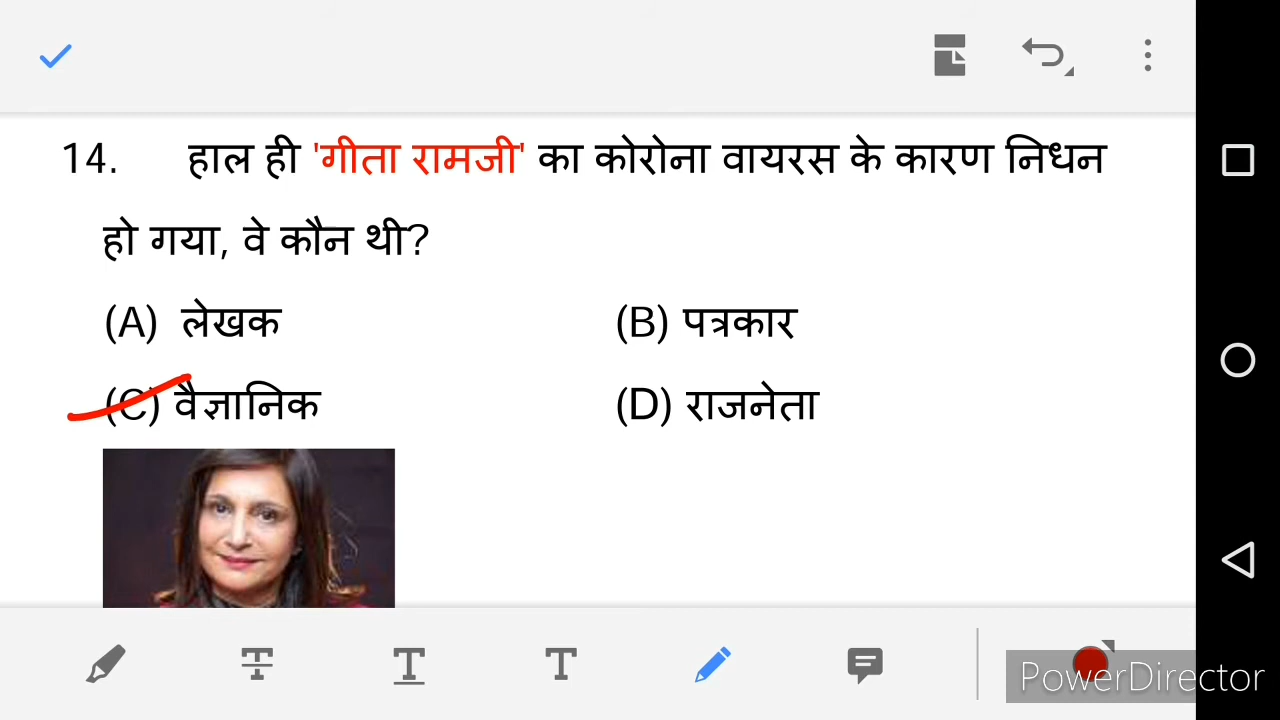 14. हाल ही 'गीता रामजी' का कोरोना वायरस के कारण निधन
हो गया, वे कौन थी?
(A) लेखक (B) पत्रकार
(C) वैज्ञानिक (D) राजनेता
T T T
PowerDirector